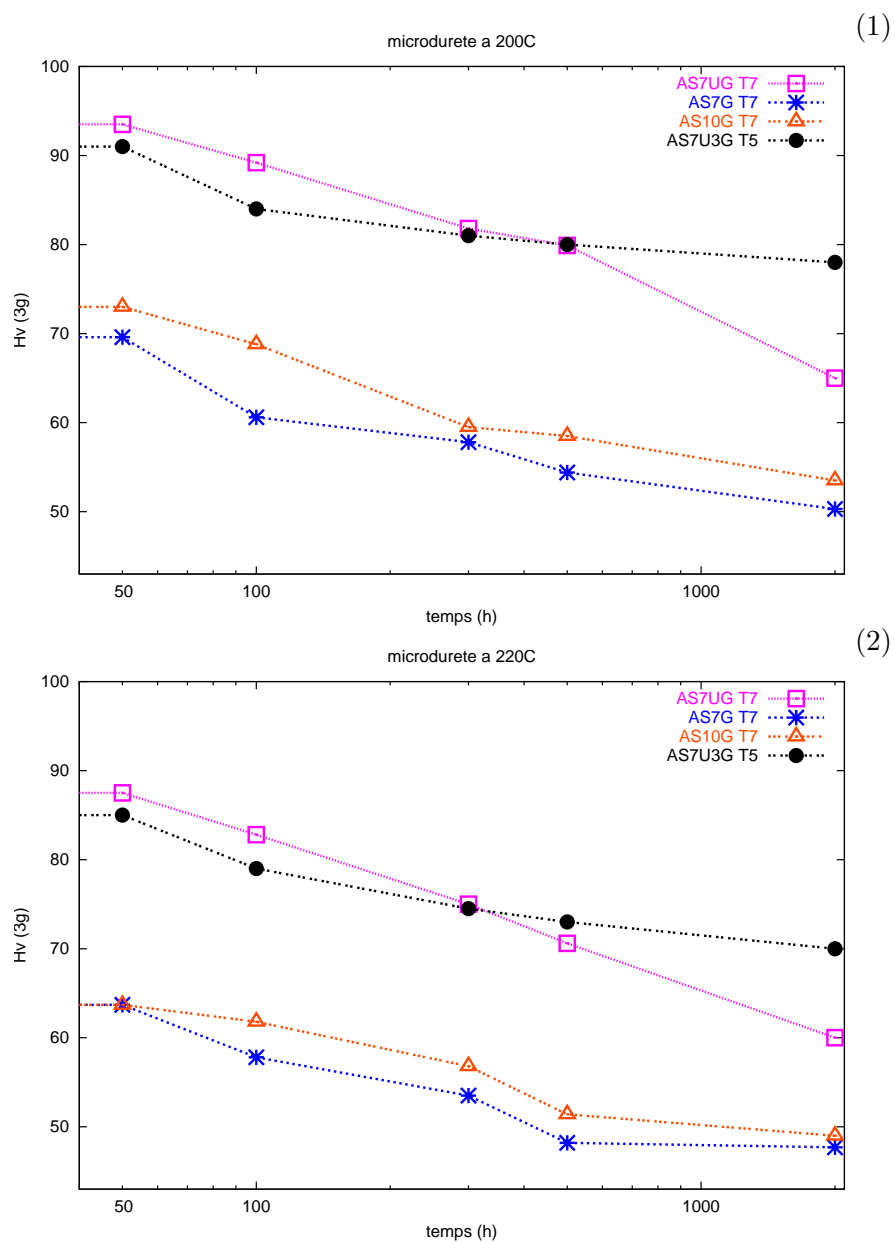 (1)
microdurete a 200C
100
90
80
70
60
50
Hv (3g)
AS7UG T7
AS7G T7
AS10G T7
AS7U3G T5
50 100 1000
temps (h)
(2)
microdurete a 220C
100
90
80
70
60
50
Hv (3g)
AS7UG T7
AS7G T7
AS10G T7
AS7U3G T5
50 100 1000
temps (h)